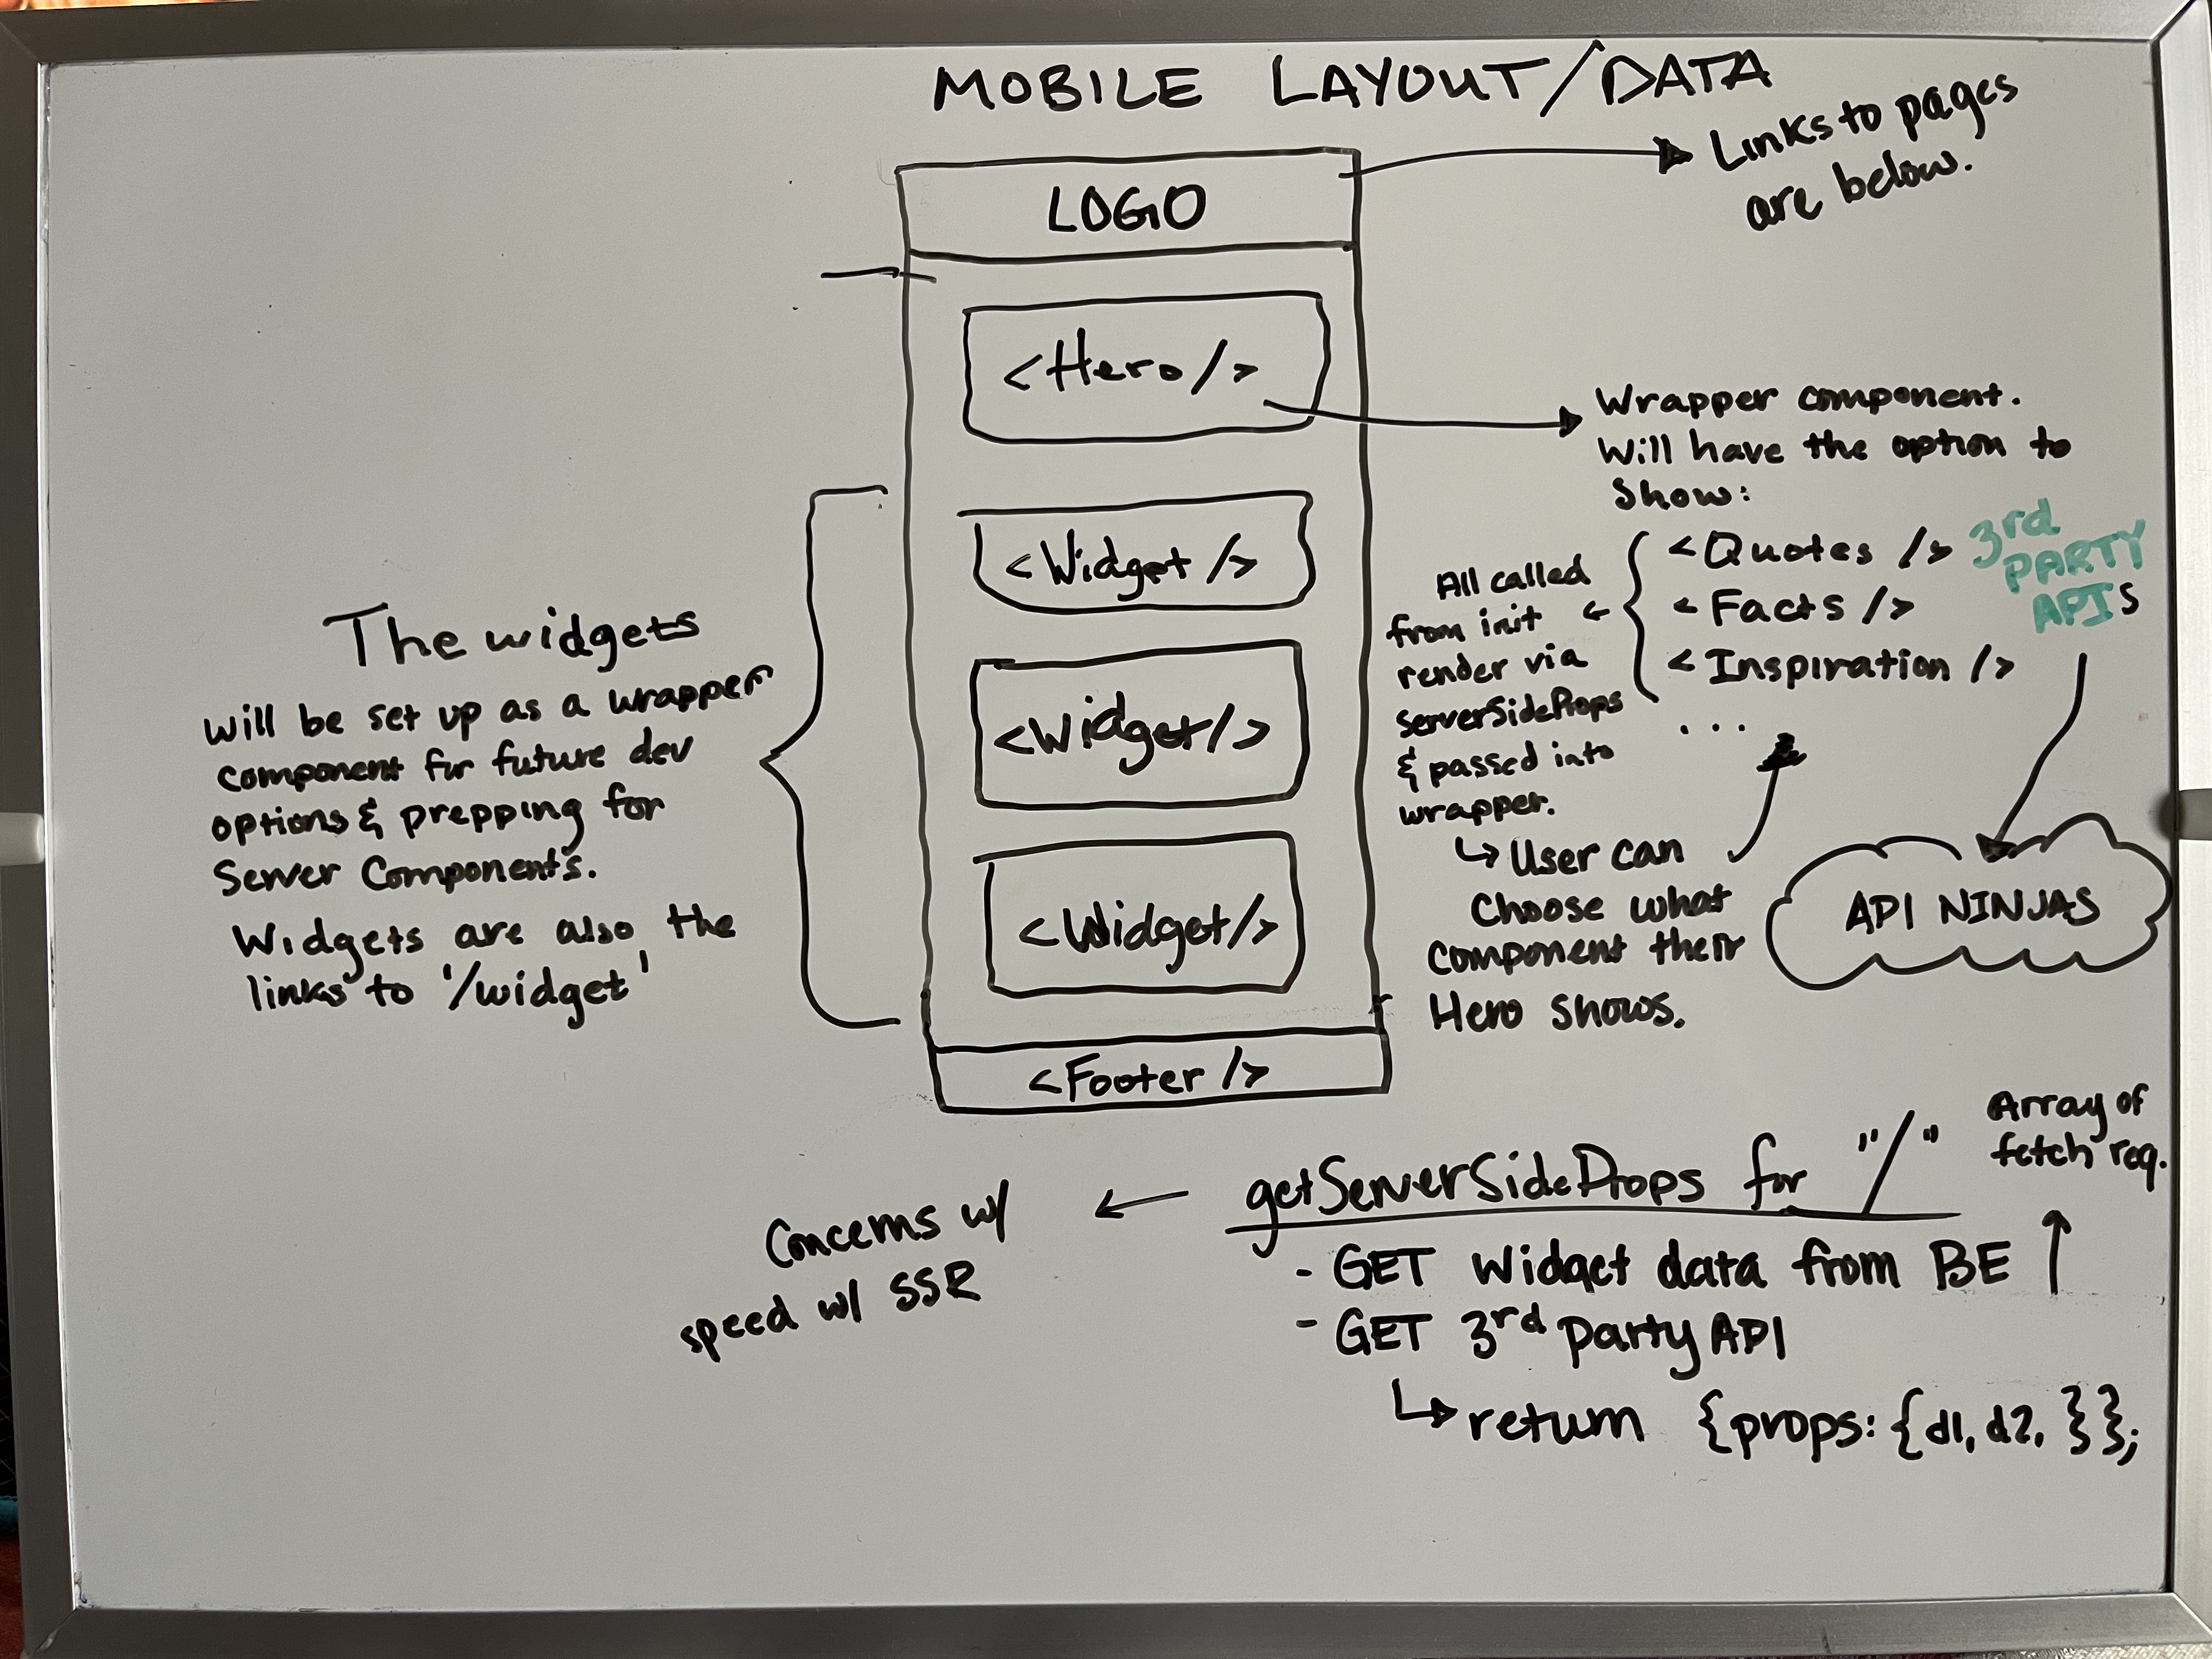 MOBILE LAYOUT/DATA
Links to pages
are below.
LOGO
<Hero/>
Wrapper component.
Will have the option to
Show:
<Quotes />
<Facts />
<Inspiration />
...
3rd
PARTY
APIS
All called
from init
render via
ServerSideProps
& passed into
wrapper.
↳ User can
Choose what
component their
Hero shows.
API NINJAS
<Widget />
<Widget/>
<Widget/>
The widgets
will be set up as a wrapper
component for future dev
options & prepping for
Server Components.
Widgets are also the
links to '/widget'
<Footer />
getServerSideProps for "/"
Array of
fetch req.
- GET Widget data from BE
- GET 3rd party API
↳ return {props: {d1, d2, }};
Concerns w/
speed w/ SSR